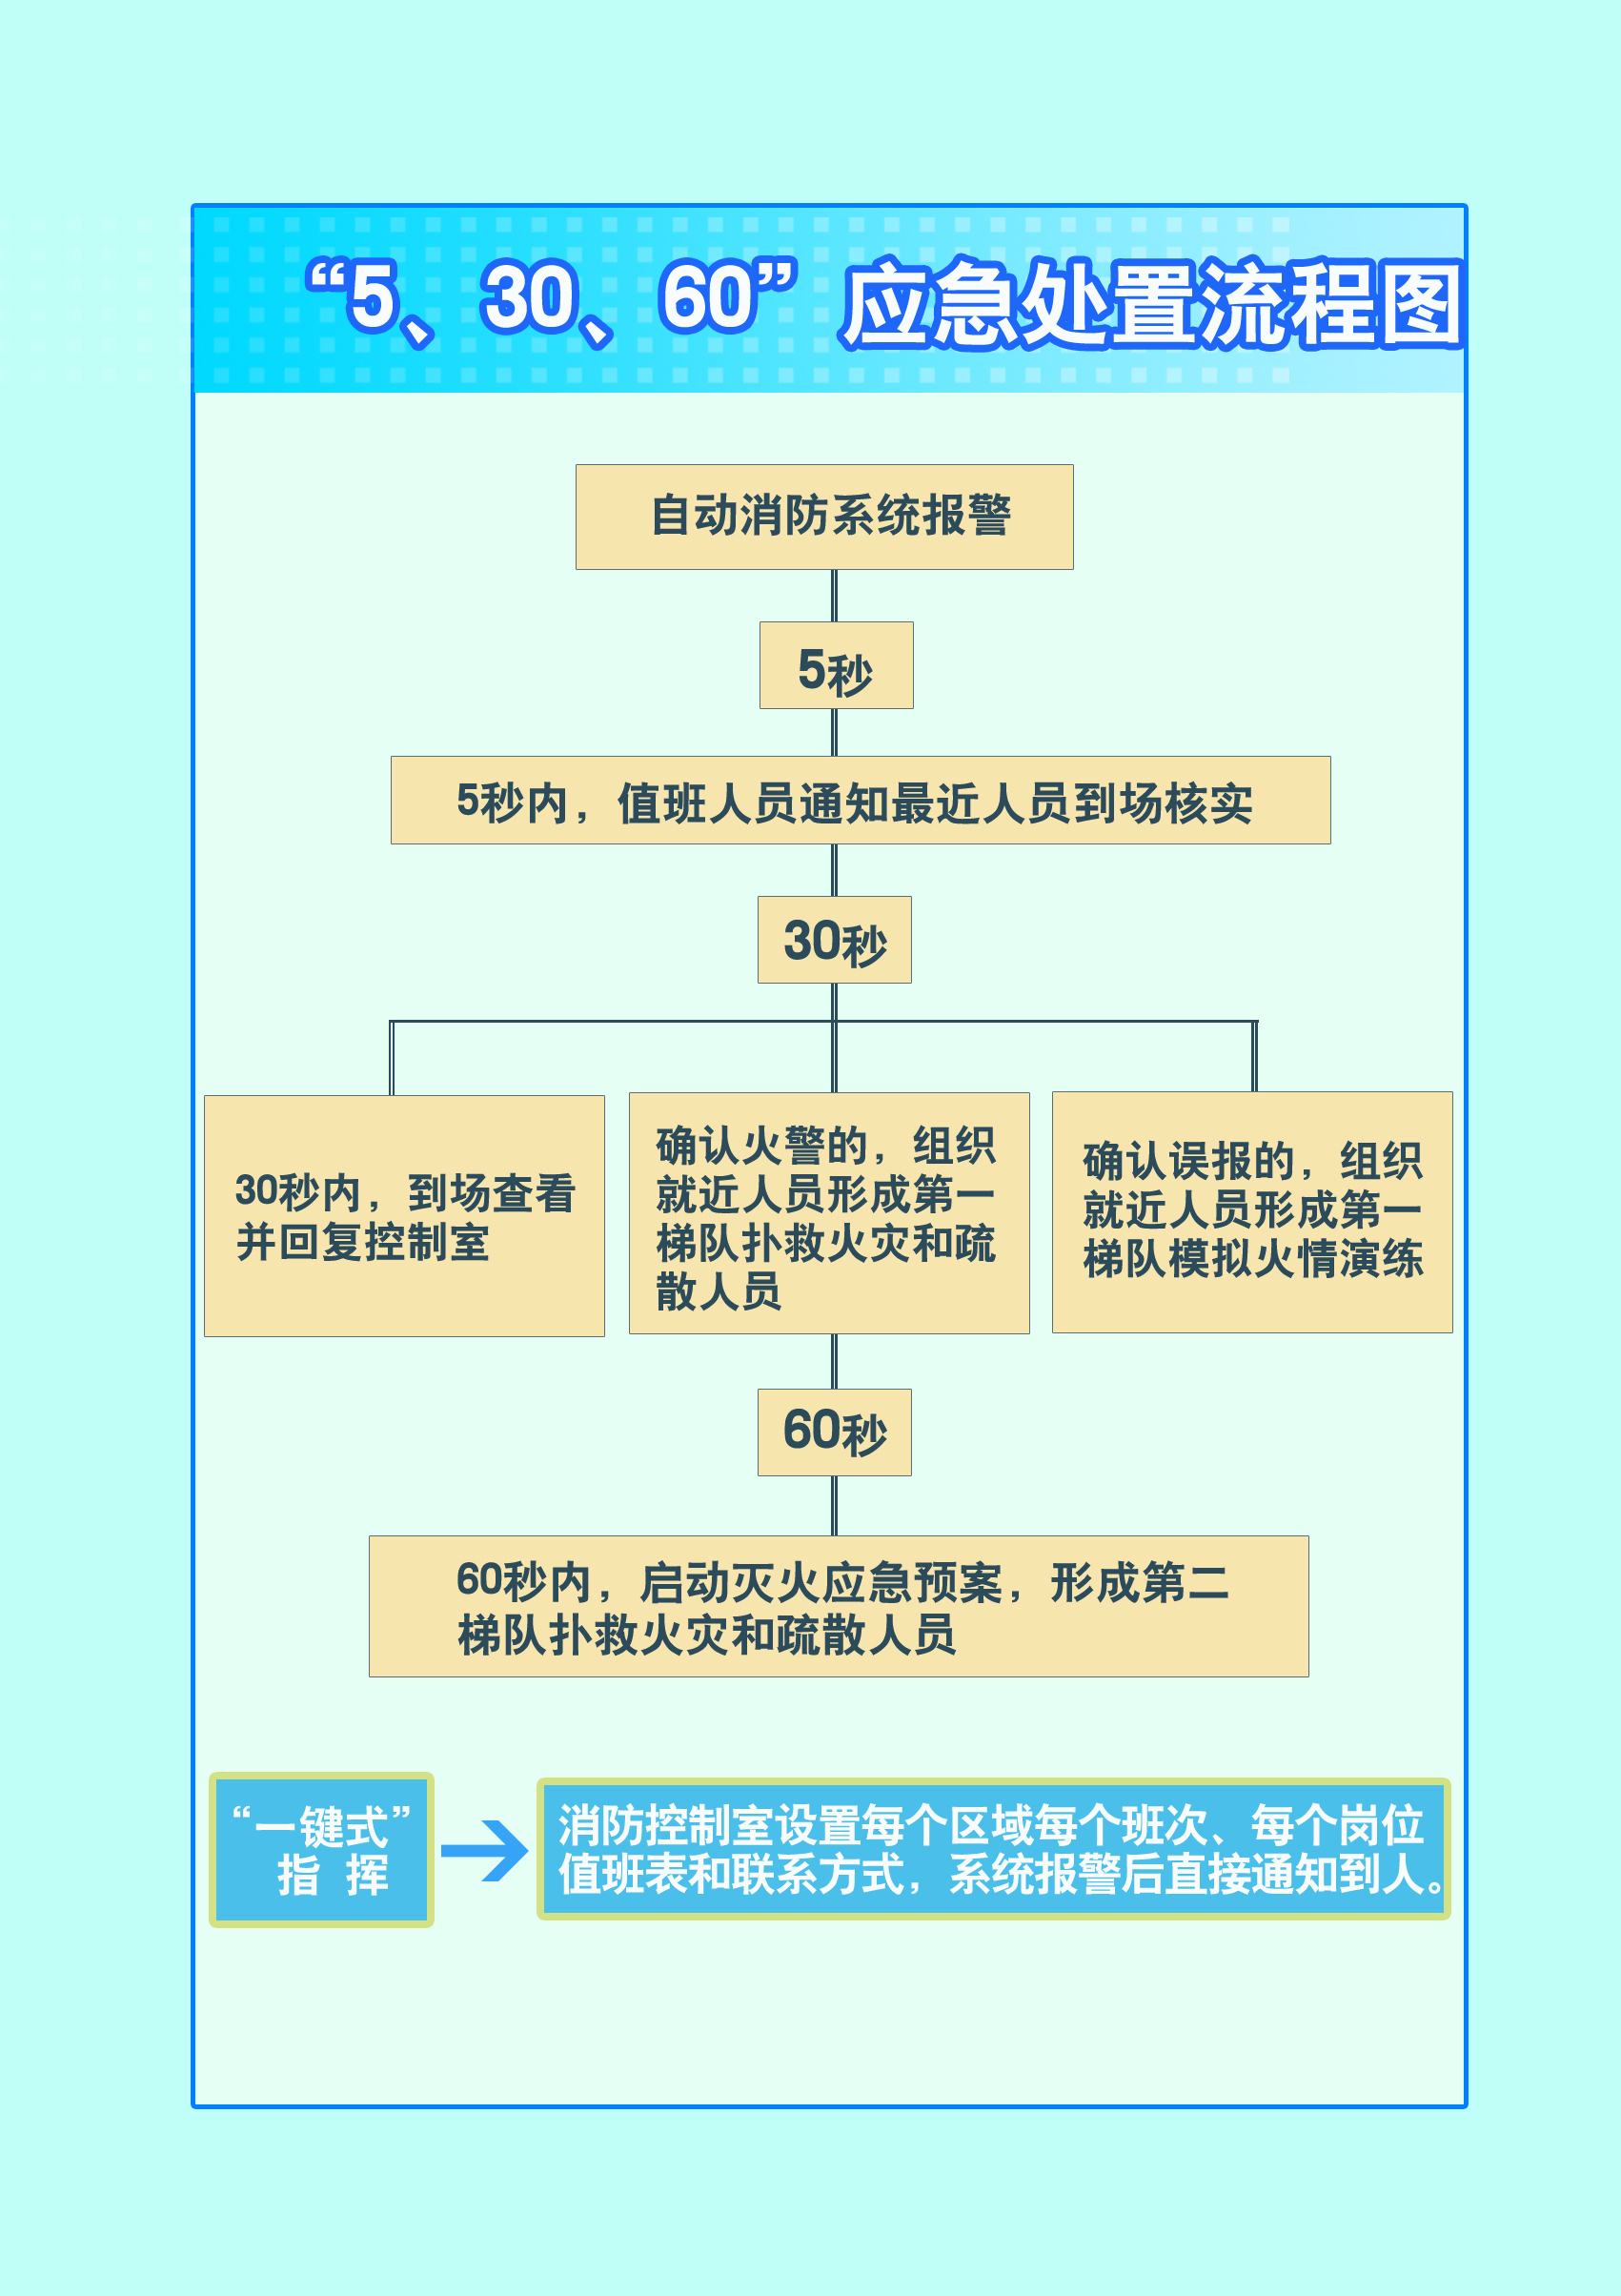 “5、30、60”应急处置流程图
自动消防系统报警
5秒
5秒内，值班人员通知最近人员到场核实
30秒
30秒内，到场查看
并回复控制室
确认火警的，组织
就近人员形成第一
梯队扑救火灾和疏
散人员
确认误报的，组织
就近人员形成第一
梯队模拟火情演练
60秒
60秒内，启动灭火应急预案，形成第二
梯队扑救火灾和疏散人员
“一键式”
指 挥
消防控制室设置每个区域每个班次、每个岗位
值班表和联系方式，系统报警后直接通知到人。